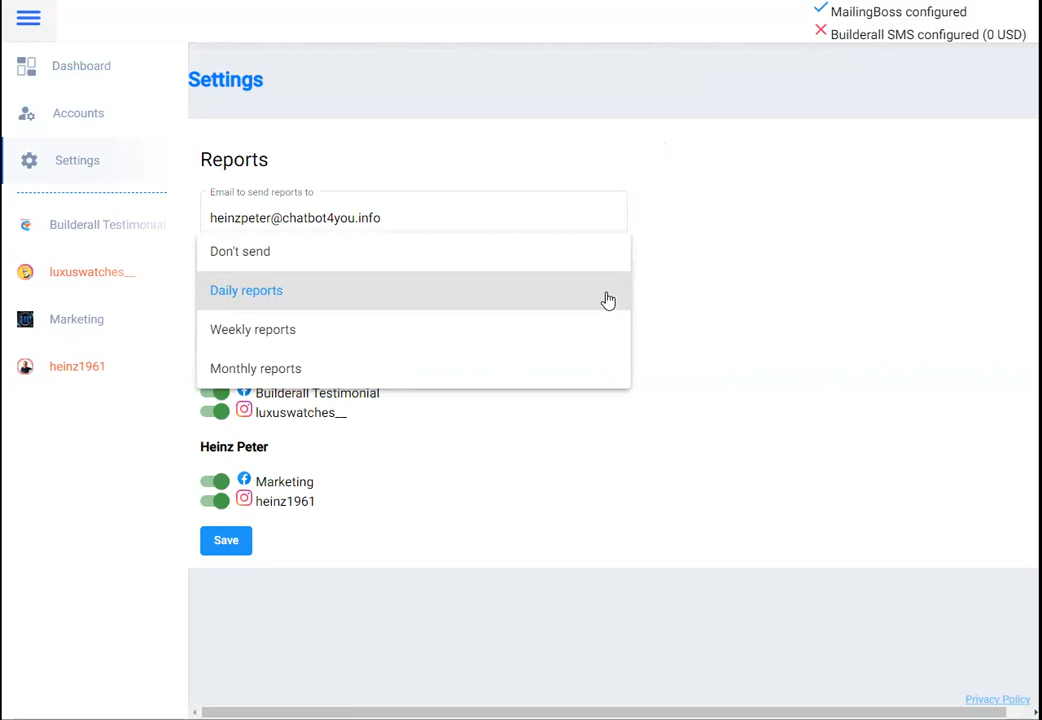 MailingBoss configured
Builderall SMS configured (0 USD)
Dashboard
Accounts
Settings
Builderall Testimonial
luxuswatches__
Marketing
heinz1961
Settings
Reports
Email to send reports to
heinzpeter@chatbot4you.info
Don't send
Daily reports
Weekly reports
Monthly reports
Builderall Testimonial
luxuswatches__
Heinz Peter
Marketing
heinz1961
Save
Privacy Policy